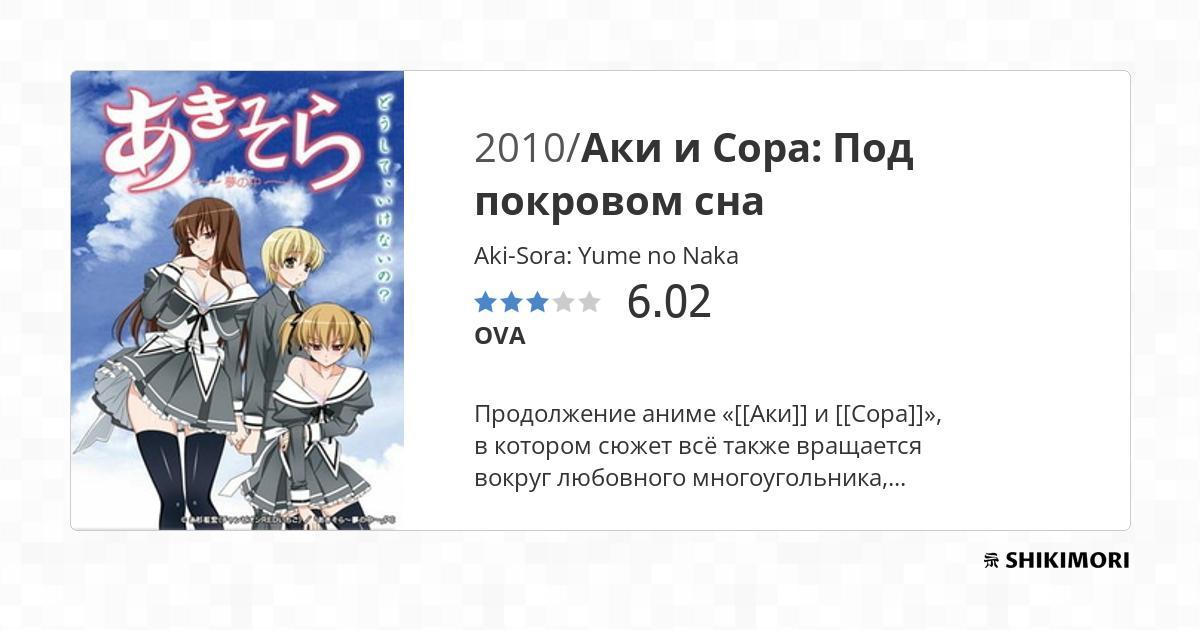 あきそら
～夢の中～
どうして、いけないの？
2010/Аки и Сора: Под
покровом сна
Aki-Sora: Yume no Naka
6.02
OVA
Продолжение аниме «[[Аки]] и [[Сора]]»,
в котором сюжет всё также вращается
вокруг любовного многоугольника,...
SHIKIMORI